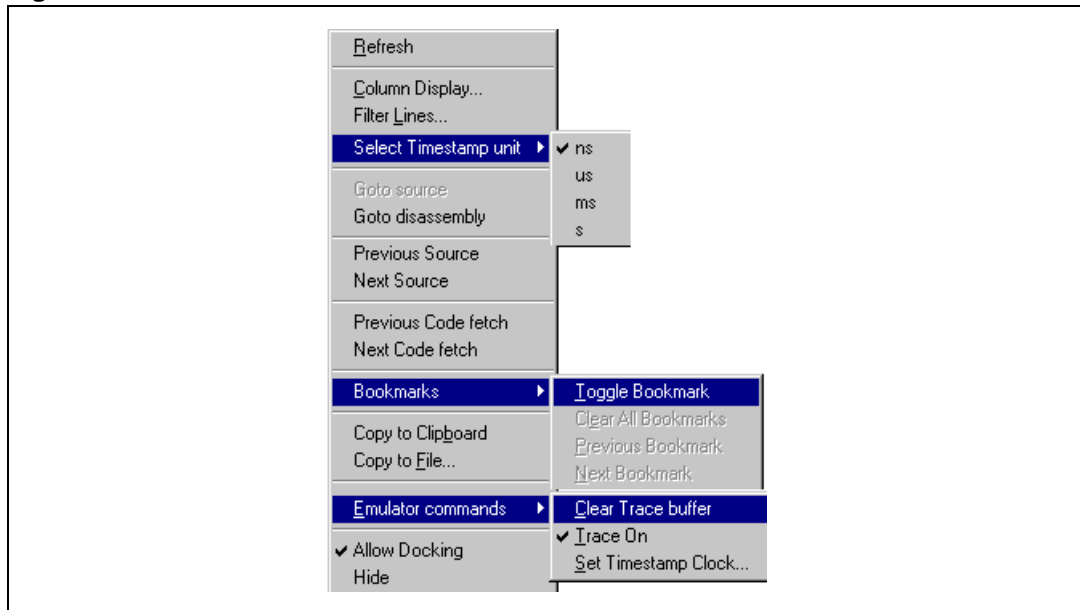 Refresh
Column Display...
Filter Lines...
Select Timestamp unit
ns
us
ms
s
Goto source
Goto disassembly
Previous Source
Next Source
Previous Code fetch
Next Code fetch
Bookmarks
Toggle Bookmark
Clear All Bookmarks
Previous Bookmark
Next Bookmark
Copy to Clipboard
Copy to File...
Emulator commands
Clear Trace buffer
Trace On
Set Timestamp Clock...
Allow Docking
Hide